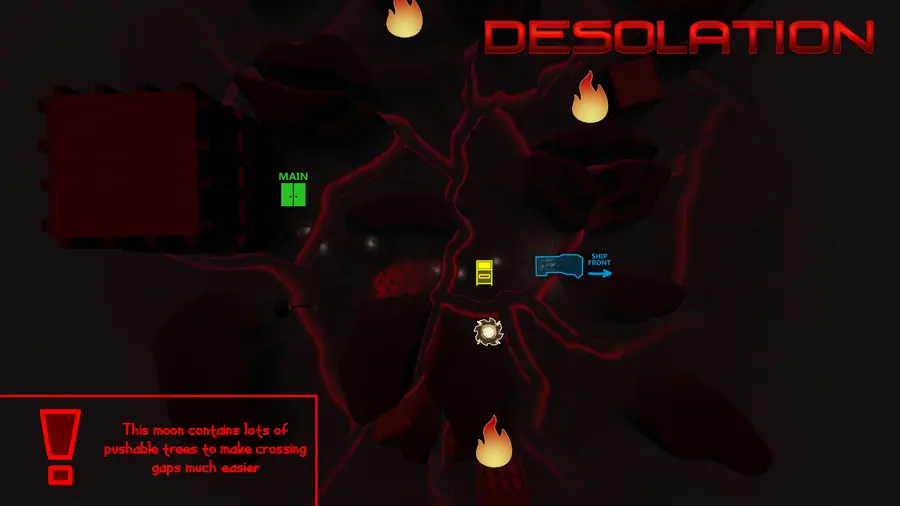 DESOLATION
MAIN
SHIP
FRONT
This moon contains lots of
pushable trees to make crossing
gaps much easier